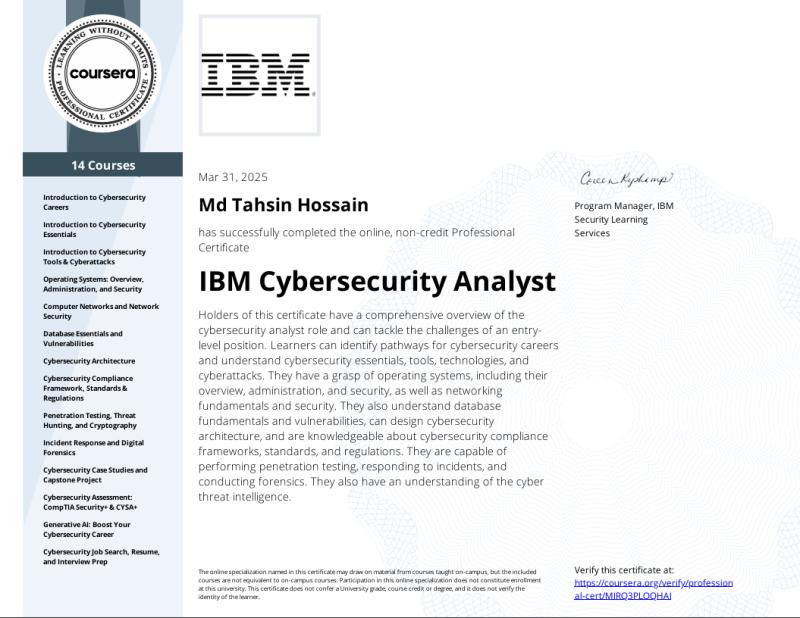 LEARNING WITHOUT LIMITS
coursera
PROFESSIONAL CERTIFICATE
14 Courses
Introduction to Cybersecurity
Careers
Introduction to Cybersecurity
Essentials
Introduction to Cybersecurity
Tools & Cyberattacks
Operating Systems: Overview,
Administration, and Security
Computer Networks and Network
Security
Database Essentials and
Vulnerabilities
Cybersecurity Architecture
Cybersecurity Compliance
Framework, Standards &
Regulations
Penetration Testing, Threat
Hunting, and Cryptography
Incident Response and Digital
Forensics
Cybersecurity Case Studies and
Capstone Project
Cybersecurity Assessment:
CompTIA Security+ & CYSA+
Generative AI: Boost Your
Cybersecurity Career
Cybersecurity Job Search, Resume,
and Interview Prep
IBM
Mar 31, 2025
Md Tahsin Hossain
has successfully completed the online, non-credit Professional
Certificate
IBM Cybersecurity Analyst
Holders of this certificate have a comprehensive overview of the
cybersecurity analyst role and can tackle the challenges of an entry-
level position. Learners can identify pathways for cybersecurity careers
and understand cybersecurity essentials, tools, technologies, and
cyberattacks. They have a grasp of operating systems, including their
overview, administration, and security, as well as networking
fundamentals and security. They also understand database
fundamentals and vulnerabilities, can design cybersecurity
architecture, and are knowledgeable about cybersecurity compliance
frameworks, standards, and regulations. They are capable of
performing penetration testing, responding to incidents, and
conducting forensics. They also have an understanding of the cyber
threat intelligence.
The online specialization named in this certificate may draw on material from courses taught on-campus, but the included
courses are not equivalent to on-campus courses. Participation in this online specialization does not constitute enrollment
at this university. This certificate does not confer a University grade, course credit or degree, and it does not verify the
identity of the learner.
Program Manager, IBM
Security Learning
Services
Verify this certificate at:
https://coursera.org/verify/profession
al-cert/MIRQ3PLOQHAJ